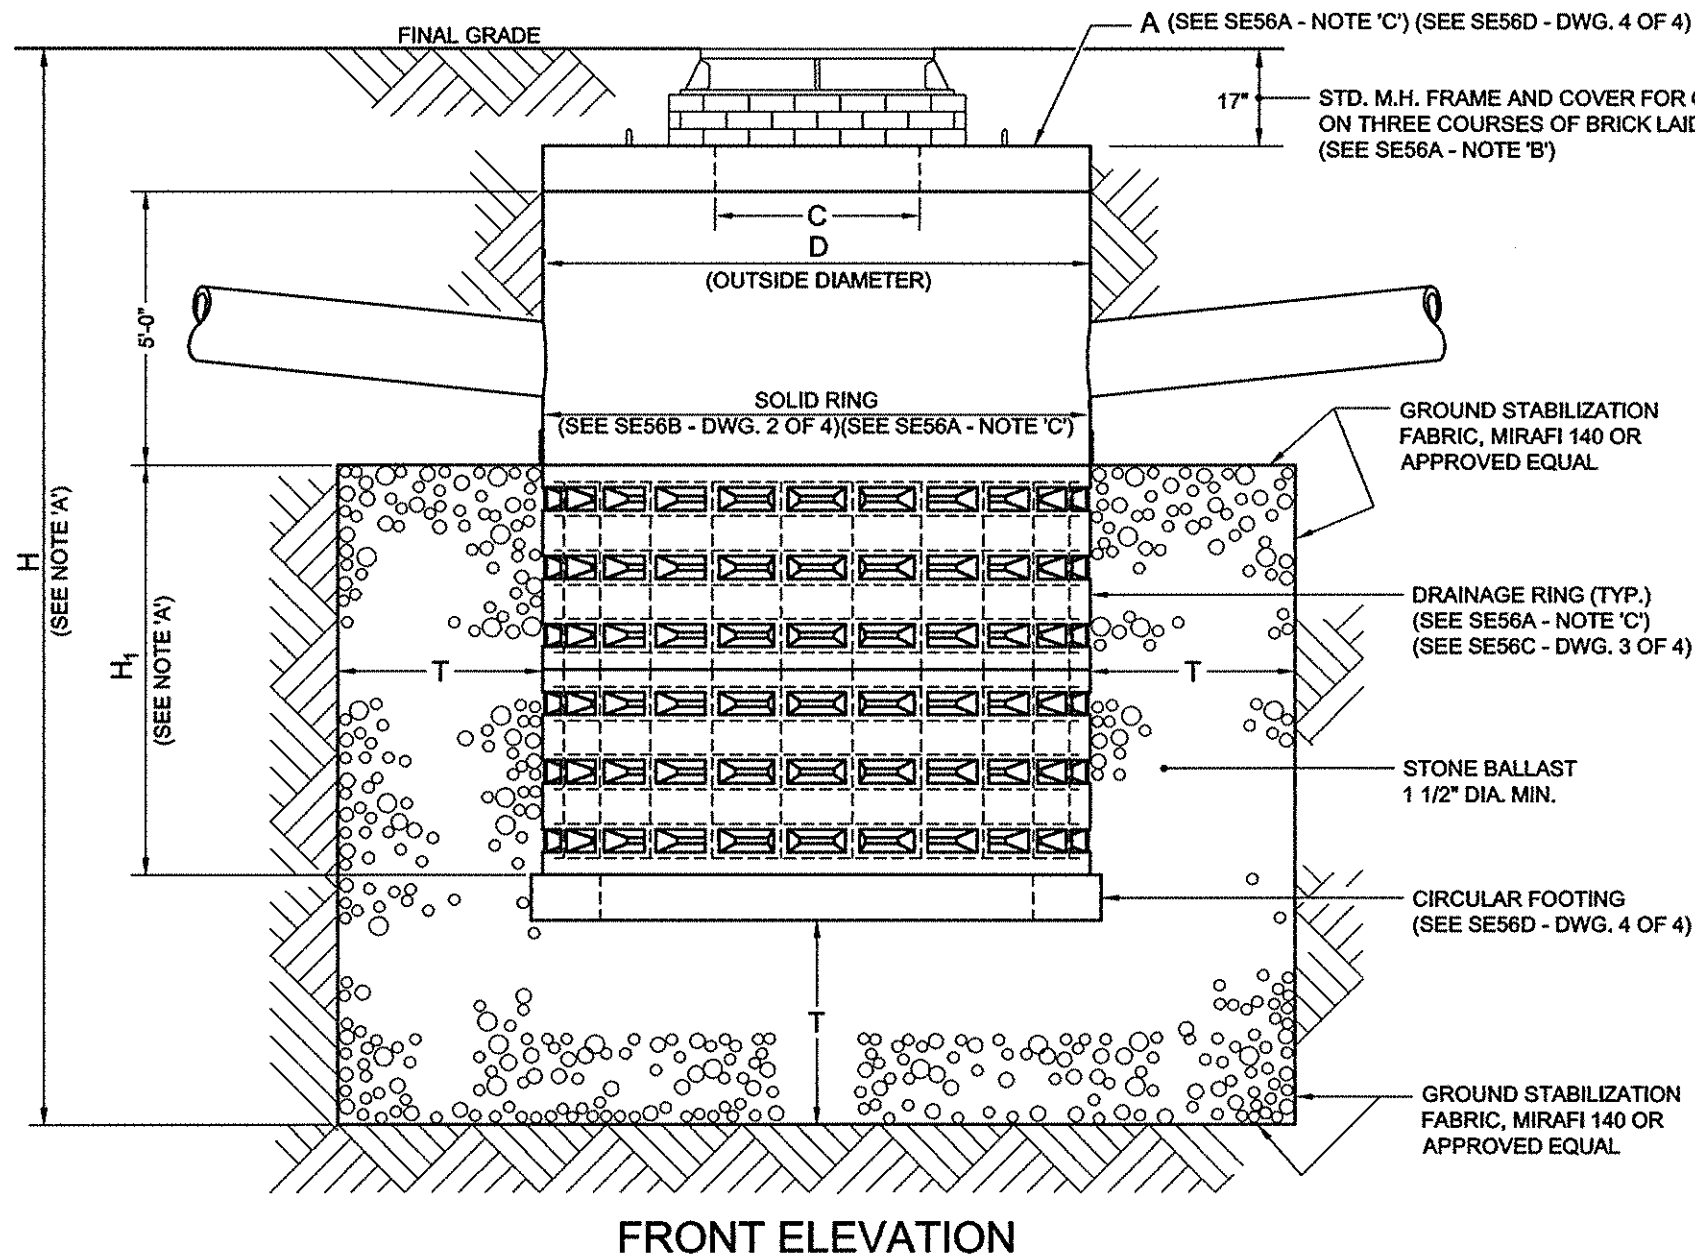 FINAL GRADE
A (SEE SE56A - NOTE 'C') (SEE SE56D - DWG. 4 OF 4)
17"
STD. M.H. FRAME AND COVER FOR
ON THREE COURSES OF BRICK LAID
(SEE SE56A - NOTE 'B')
C
D
(OUTSIDE DIAMETER)
5'-0"
SOLID RING
(SEE SE56B - DWG. 2 OF 4)(SEE SE56A - NOTE 'C')
GROUND STABILIZATION
FABRIC, MIRAFI 140 OR
APPROVED EQUAL
H
(SEE NOTE 'A')
H1
(SEE NOTE 'A')
T
T
DRAINAGE RING (TYP.)
(SEE SE56A - NOTE 'C')
(SEE SE56C - DWG. 3 OF 4)
STONE BALLAST
1 1/2" DIA. MIN.
CIRCULAR FOOTING
(SEE SE56D - DWG. 4 OF 4)
T
GROUND STABILIZATION
FABRIC, MIRAFI 140 OR
APPROVED EQUAL
FRONT ELEVATION